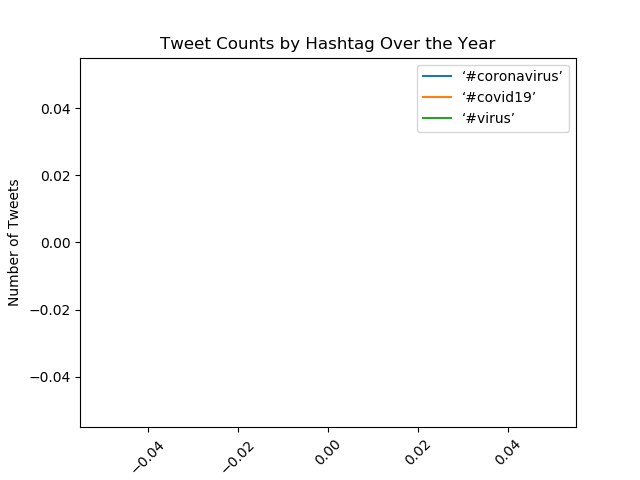 Tweet Counts by Hashtag Over the Year
‘#coronavirus’
‘#covid19’
‘#virus’
Number of Tweets
0.04
0.02
0.00
−0.02
−0.04
−0.04
−0.02
0.00
0.02
0.04